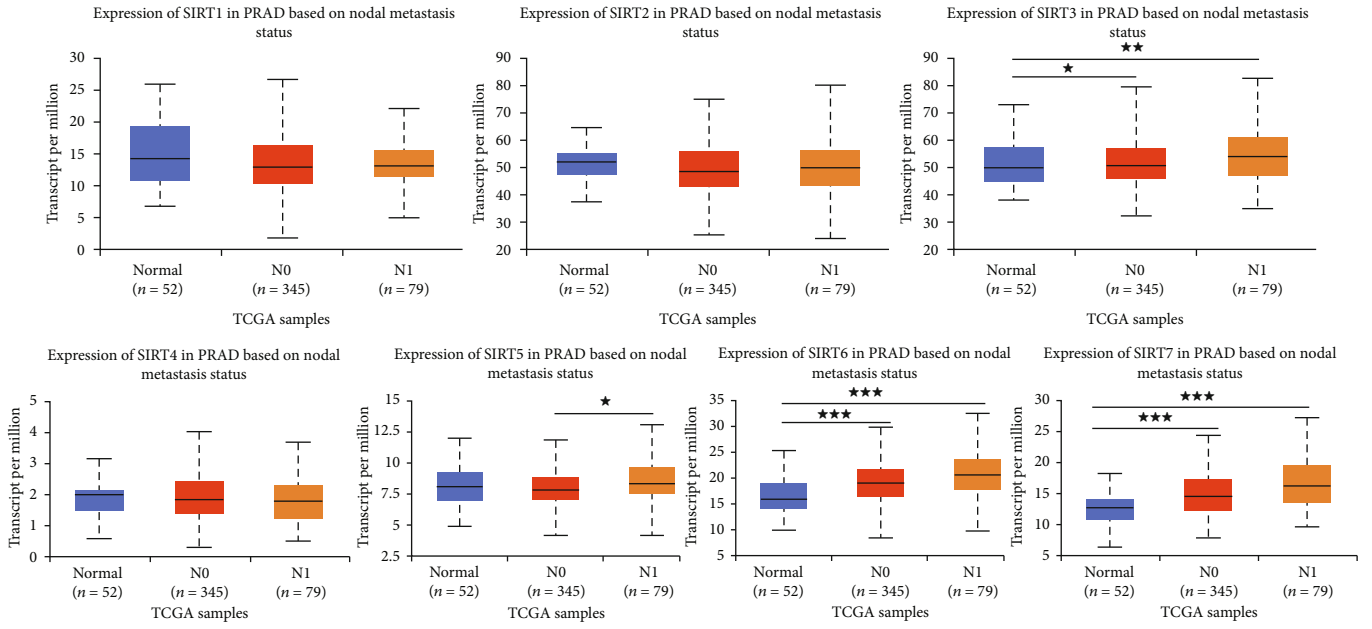 Expression of SIRT1 in PRAD based on nodal metastasis
status
Transcript per million
30
25
20
15
10
5
0
Normal
(n = 52)
N0
(n = 345)
N1
(n = 79)
TCGA samples
Expression of SIRT2 in PRAD based on nodal metastasis
status
Transcript per million
90
80
70
60
50
40
30
20
Normal
(n = 52)
N0
(n = 345)
N1
(n = 79)
TCGA samples
Expression of SIRT3 in PRAD based on nodal metastasis
status
Transcript per million
90
80
70
60
50
40
30
20
★★
★
Normal
(n = 52)
N0
(n = 345)
N1
(n = 79)
TCGA samples
Expression of SIRT4 in PRAD based on nodal
metastasis status
Transcript per million
5
4
3
2
1
0
Normal
(n = 52)
N0
(n = 345)
N1
(n = 79)
TCGA samples
Expression of SIRT5 in PRAD based on nodal
metastasis status
Transcript per million
15
12.5
10
7.5
5
2.5
★
Normal
(n = 52)
N0
(n = 345)
N1
(n = 79)
TCGA samples
Expression of SIRT6 in PRAD based on nodal
metastasis status
Transcript per million
35
30
25
20
15
10
5
★★★
★★★
Normal
(n = 52)
N0
(n = 345)
N1
(n = 79)
TCGA samples
Expression of SIRT7 in PRAD based on nodal
metastasis status
Transcript per million
30
25
20
15
10
5
★★★
★★★
Normal
(n = 52)
N0
(n = 345)
N1
(n = 79)
TCGA samples